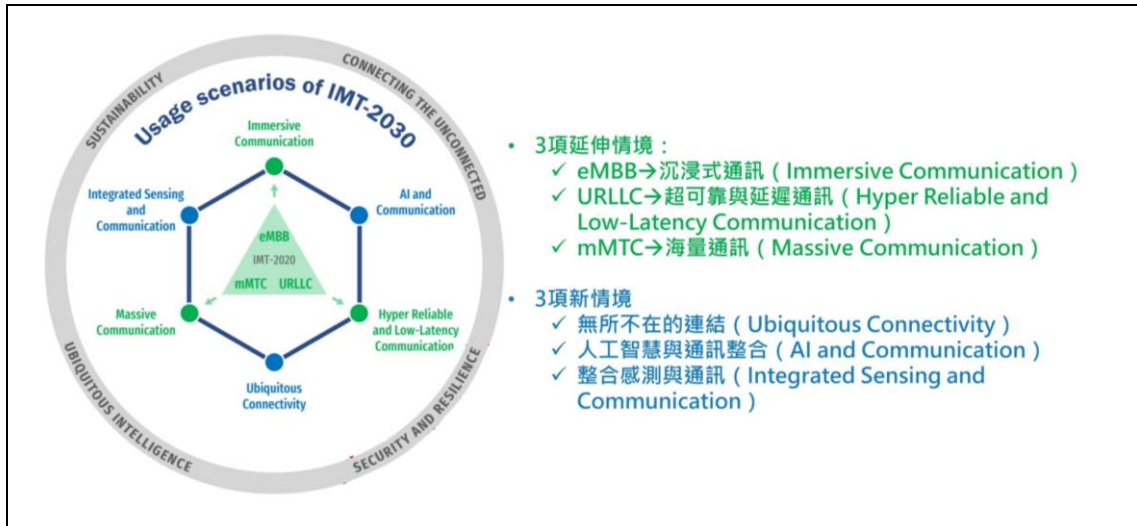 SUSTAINABILITY
CONNECTING THE UNCONNECTED
Usage scenarios of IMT-2030
Immersive
Communication
Integrated Sensing
and
Communication
AI and
Communication
eMBB
IMT-2020
mMTC URLLC
Massive
Communication
Hyper Reliable
and Low-Latency
Communication
Ubiquitous
Connectivity
UBIQUITOUS INTELLIGENCE
SECURITY AND RESILIENCE
• 3項延伸情境：
✓ eMBB→沉浸式通訊（Immersive Communication）
✓ URLLC→超可靠與延遲通訊（Hyper Reliable and
Low-Latency Communication）
✓ mMTC→海量通訊（Massive Communication）
• 3項新情境
✓ 無所不在的連結（Ubiquitous Connectivity）
✓ 人工智慧與通訊整合（AI and Communication）
✓ 整合感測與通訊（Integrated Sensing and
Communication）